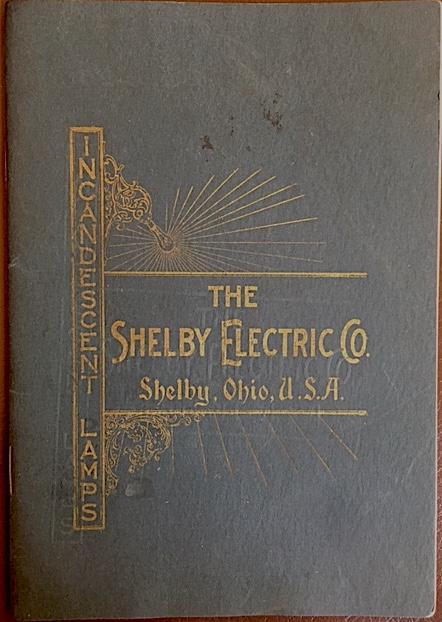 INCANDESCENT LAMPS
THE
SHELBY ELECTRIC CO.
Shelby, Ohio, U.S.A.